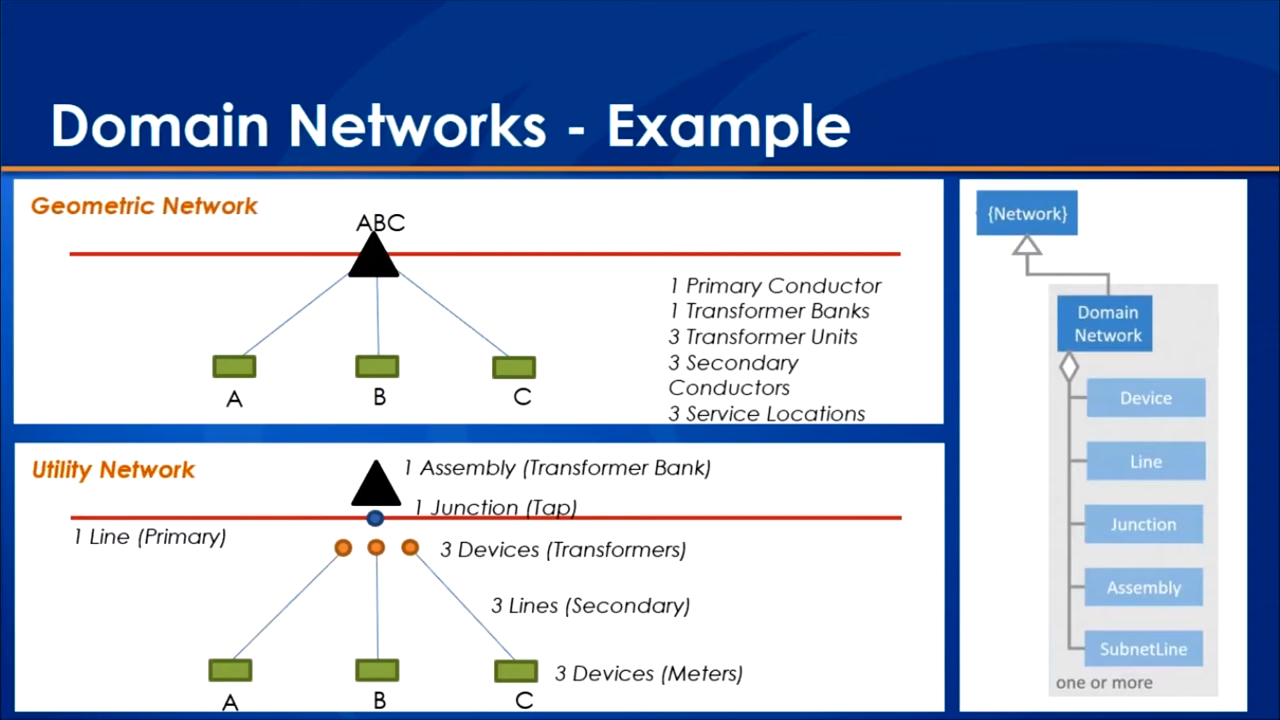 Domain Networks - Example
Geometric Network
ABC
1 Primary Conductor
1 Transformer Banks
3 Transformer Units
3 Secondary
Conductors
3 Service Locations
A
B
C
Utility Network
1 Assembly (Transformer Bank)
1 Junction (Tap)
1 Line (Primary)
3 Devices (Transformers)
3 Lines (Secondary)
3 Devices (Meters)
A
B
C
{Network}
Domain
Network
Device
Line
Junction
Assembly
SubnetLine
one or more